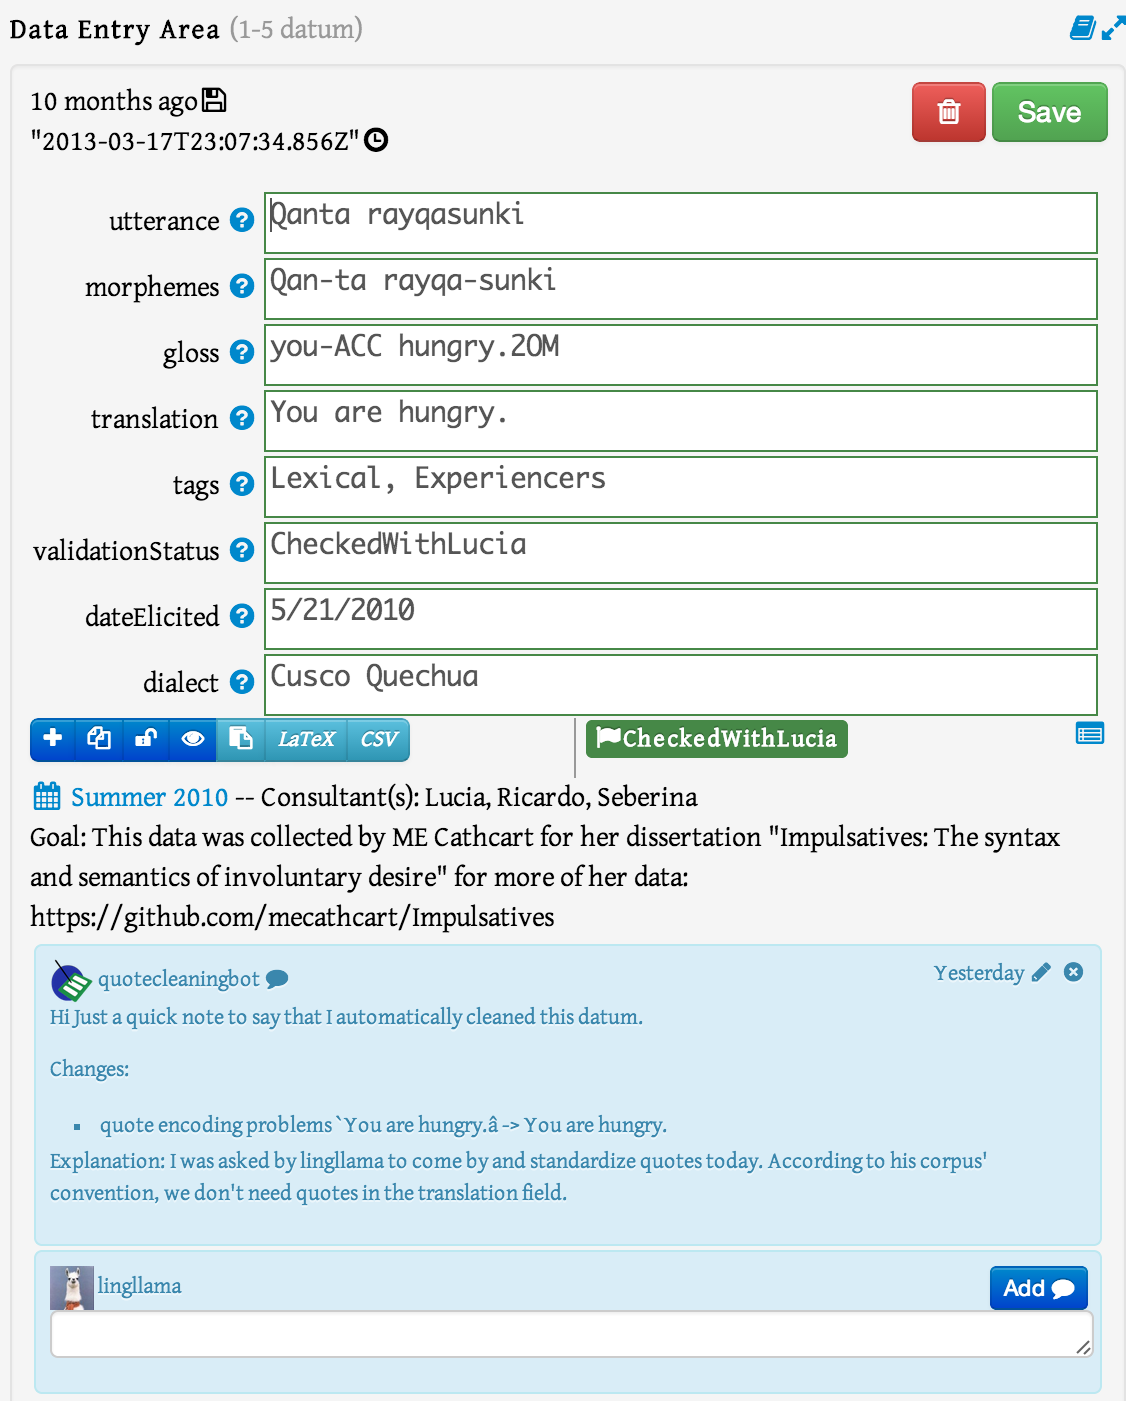 Data Entry Area (1-5 datum)
10 months ago
"2013-03-17T23:07:34.856Z"
Save
utterance ? Qanta rayqasunki
morphemes ? Qan-ta rayqa-sunki
gloss ? you-ACC hungry.2OM
translation ? You are hungry.
tags ? Lexical, Experiencers
validationStatus ? CheckedWithLucia
dateElicited ? 5/21/2010
dialect ? Cusco Quechua
LaTeX CSV
CheckedWithLucia
Summer 2010 -- Consultant(s): Lucia, Ricardo, Seberina
Goal: This data was collected by ME Cathcart for her dissertation "Impulsatives: The syntax
and semantics of involuntary desire" for more of her data:
https://github.com/mecathcart/Impulsatives
quotecleaningbot
Yesterday
Hi Just a quick note to say that I automatically cleaned this datum.
Changes:
▪ quote encoding problems `You are hungry.â -> You are hungry.
Explanation: I was asked by lingllama to come by and standardize quotes today. According to his corpus'
convention, we don't need quotes in the translation field.
lingllama
Add